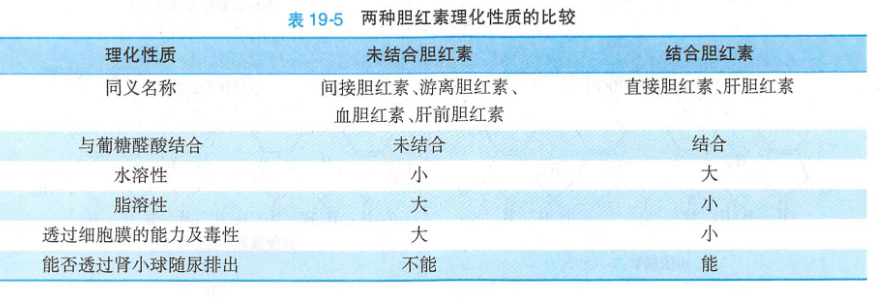 表 19-5 两种胆红素理化性质的比较
理化性质 未结合胆红素 结合胆红素
同义名称 间接胆红素、游离胆红素、 直接胆红素、肝胆红素
血胆红素、肝前胆红素
与葡糖醛酸结合 未结合 结合
水溶性 小 大
脂溶性 大 小
透过细胞膜的能力及毒性 大 小
能否透过肾小球随尿排出 不能 能